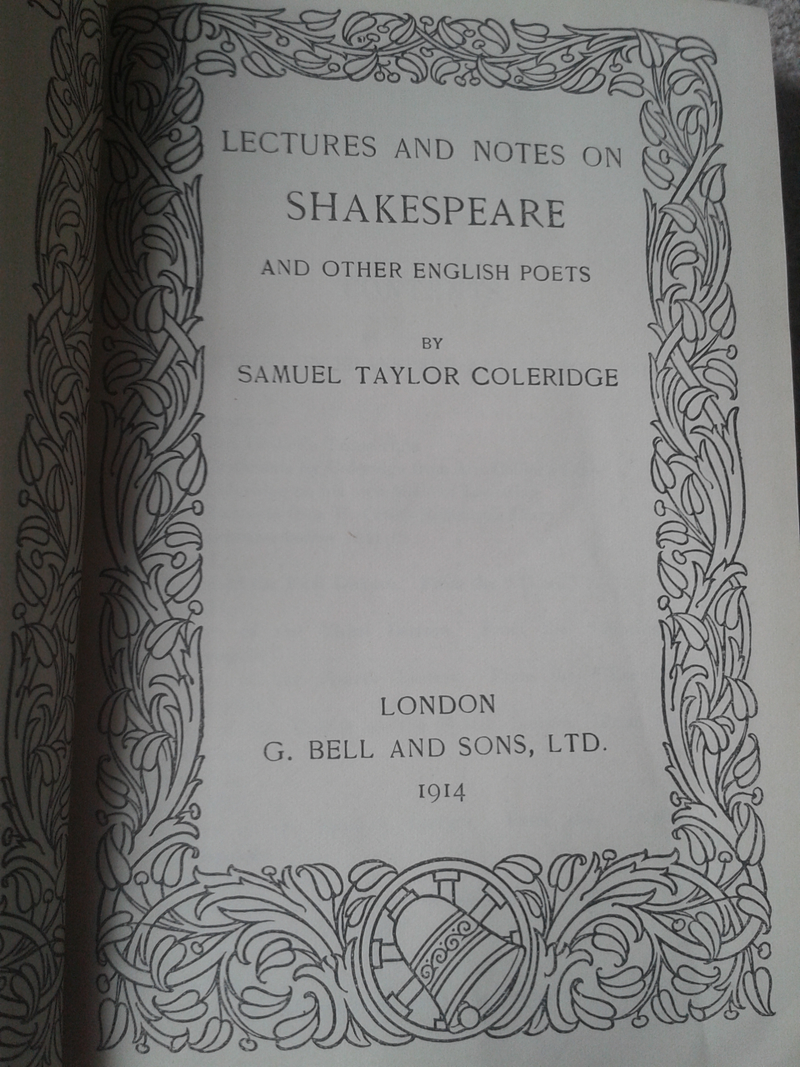 LECTURES AND NOTES ON
SHAKESPEARE
AND OTHER ENGLISH POETS
BY
SAMUEL TAYLOR COLERIDGE
LONDON
G. BELL AND SONS, LTD.
1914